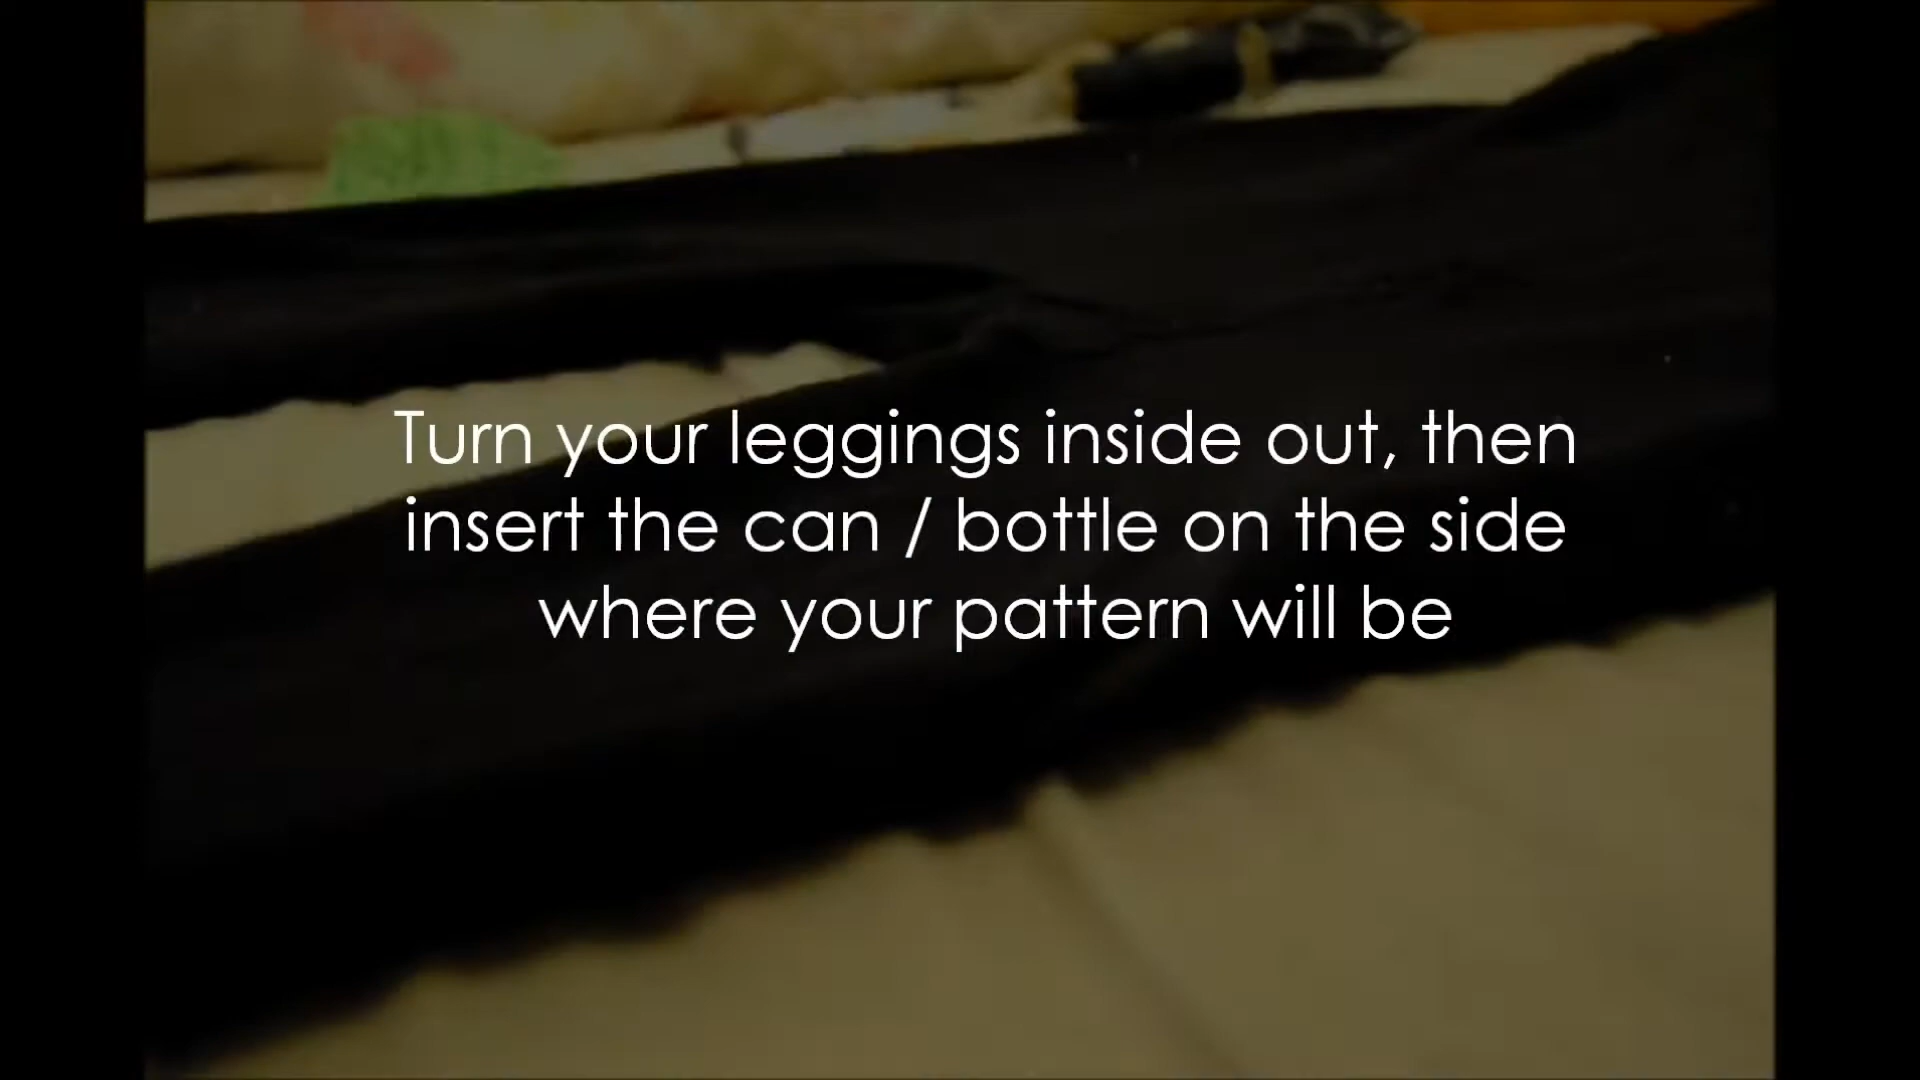 Turn your leggings inside out, then
insert the can / bottle on the side
where your pattern will be